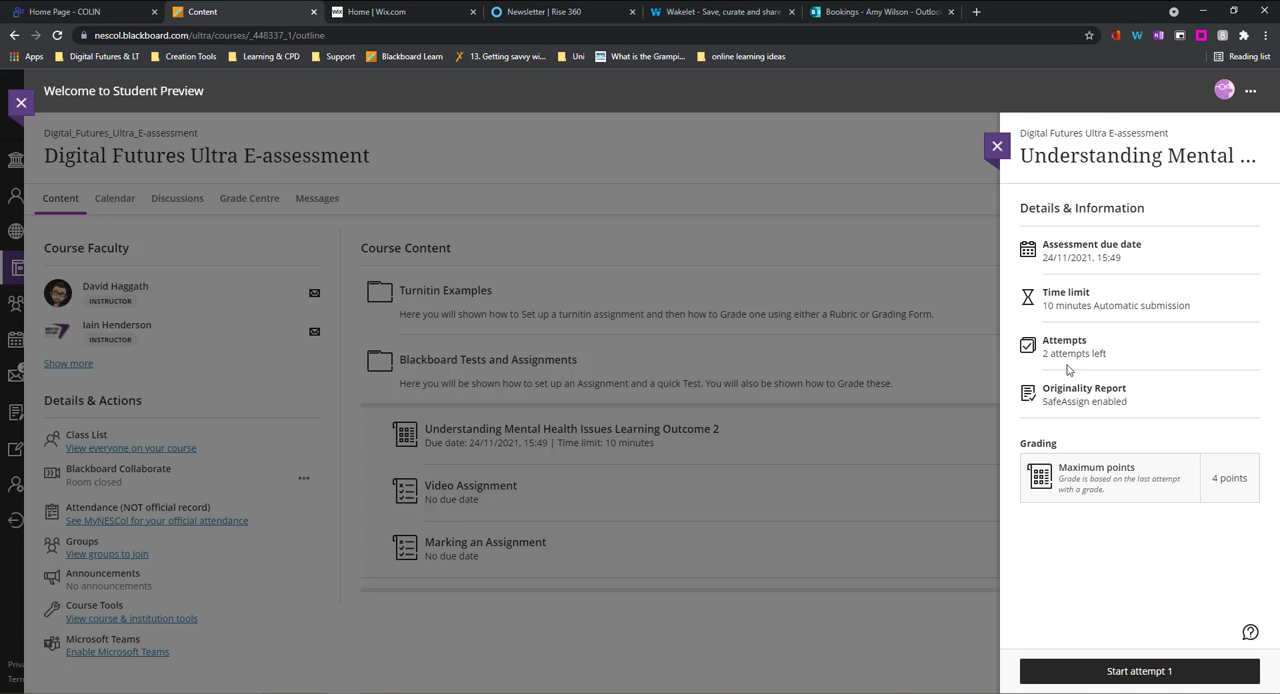 Home Page - COLIN
Content
Home | Wix.com
Newsletter | Rise 360
Wakelet - Save, curate and share
Bookings - Amy Wilson - Outloo
nescol.blackboard.com/ultra/courses/_448337_1/outline
Apps
Digital Futures & LT
Creation Tools
Learning & CPD
Support
Blackboard Learn
13. Getting savvy wi...
Uni
What is the Grampi...
online learning ideas
Reading list
Welcome to Student Preview
Digital_Futures_Ultra_E-assessment
Digital Futures Ultra E-assessment
Content
Calendar
Discussions
Grade Centre
Messages
Course Faculty
David Haggath
INSTRUCTOR
Iain Henderson
INSTRUCTOR
Show more
Details & Actions
Class List
View everyone on your course
Blackboard Collaborate
Room closed
Attendance (NOT official record)
See MyNESCol for your official attendance
Groups
View groups to join
Announcements
No announcements
Course Tools
View course & institution tools
Microsoft Teams
Enable Microsoft Teams
Priva
Term
Course Content
Turnitin Examples
Here you will shown how to Set up a turnitin assignment and then how to Grade one using either a Rubric or Grading Form.
Blackboard Tests and Assignments
Here you will be shown how to set up an Assignment and a quick Test. You will also be shown how to Grade these.
Understanding Mental Health Issues Learning Outcome 2
Due date: 24/11/2021, 15:49 | Time limit: 10 minutes
Video Assignment
No due date
Marking an Assignment
No due date
Digital Futures Ultra E-assessment
Understanding Mental ...
Details & Information
Assessment due date
24/11/2021, 15:49
Time limit
10 minutes Automatic submission
Attempts
2 attempts left
Originality Report
SafeAssign enabled
Grading
Maximum points
Grade is based on the last attempt
with a grade.
4 points
Start attempt 1